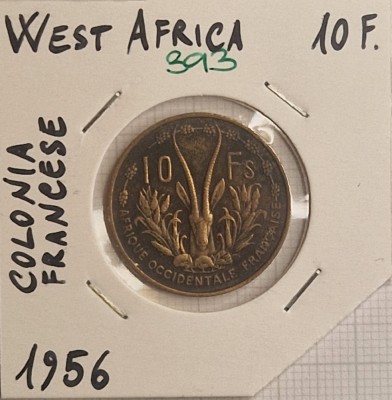 WEST AFRICA 10 F.
393
COLONIA
FRANCESE
10 Fs
AFRIQUE OCCIDENTALE FRANÇAISE
1956